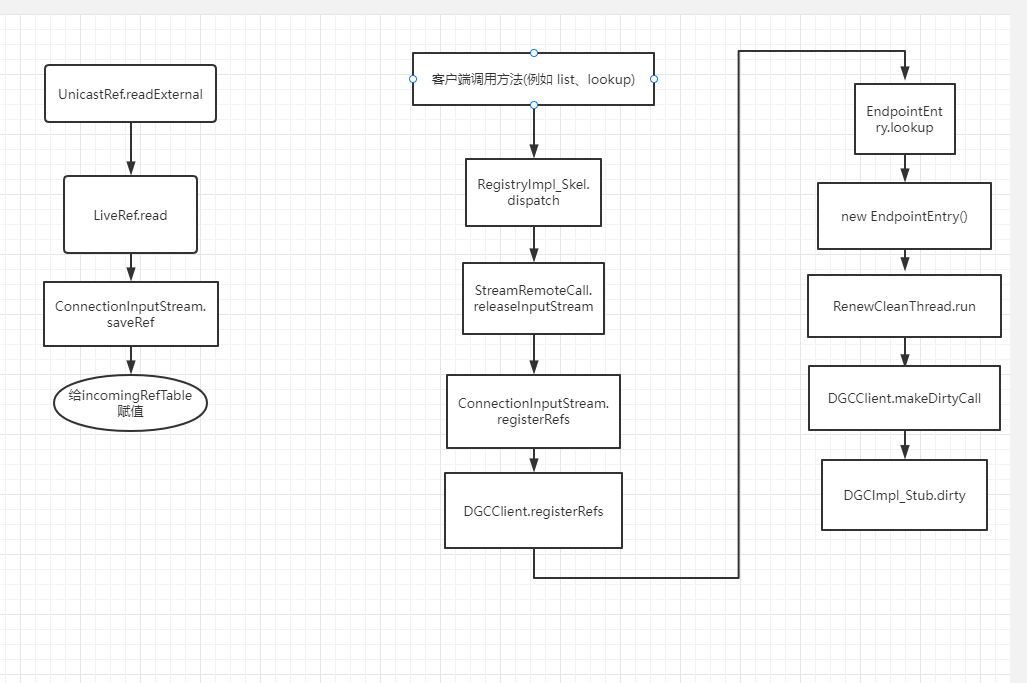 UnicastRef.readExternal
LiveRef.read
ConnectionInputStream.
saveRef
给incomingRefTable
赋值
客户端调用方法(例如 list、lookup)
RegistryImpl_Skel.
dispatch
StreamRemoteCall.
releaseInputStream
ConnectionInputStream.
registerRefs
DGCClient.registerRefs
EndpointEnt
ry.lookup
new EndpointEntry()
RenewCleanThread.run
DGCClient.makeDirtyCall
DGCImpl_Stub.dirty